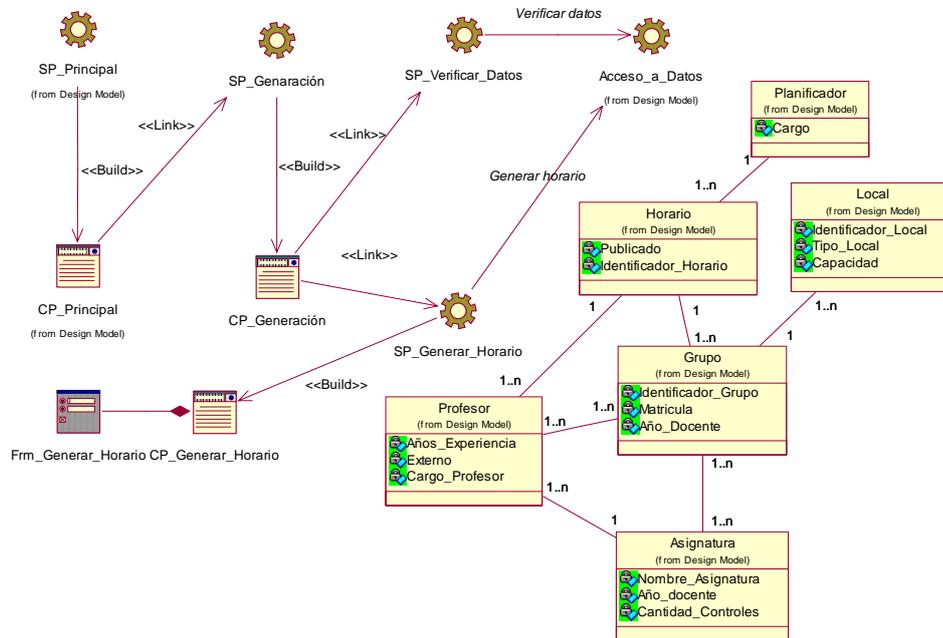 Verificar datos
SP_Principal
(from Design Model)
SP_Genaración
SP_Verificar_Datos
Acceso_a_Datos
(from Design Model)
<<Link>>
<<Build>>
<<Link>>
<<Build>>
Generar horario
<<Link>>
Planificador
(from Design Model)
Cargo
1
1..n
Horario
(from Design Model)
Publicado
Identificador_Horario
Local
(from Design Model)
Identificador_Local
Tipo_Local
Capacidad
CP_Principal
(from Design Model)
CP_Generación
SP_Generar_Horario
<<Build>>
1
1..n
1
1..n
1..n
1
Grupo
(from Design Model)
Identificador_Grupo
Matricula
Año_Docente
Frm_Generar_Horario
CP_Generar_Horario
Profesor
(from Design Model)
Años_Experiencia
Externo
Cargo_Profesor
1..n
1..n
1..n
1
1..n
1..n
Asignatura
(from Design Model)
Nombre_Asignatura
Año_docente
Cantidad_Controles